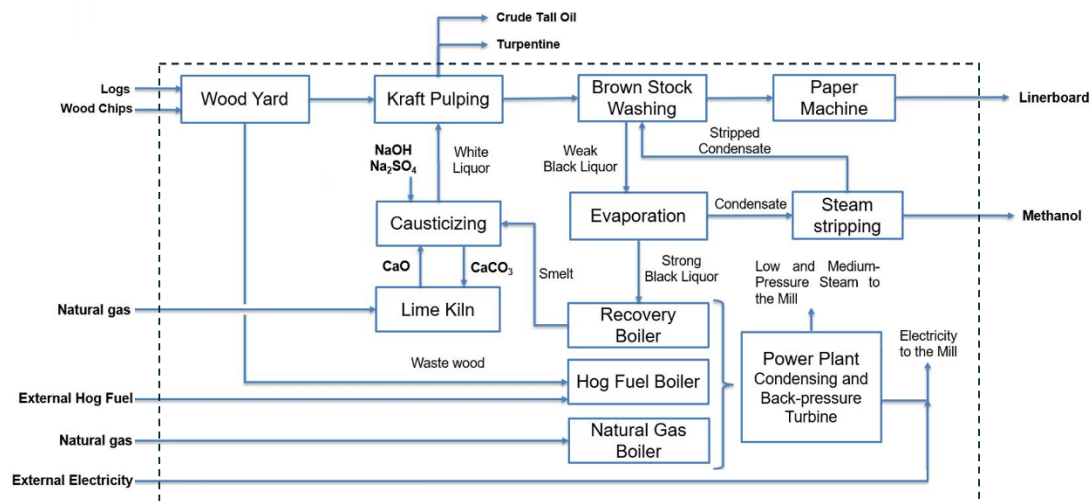 Crude Tall Oil
Turpentine
Logs
Wood Chips
Wood Yard
Kraft Pulping
Brown Stock
Washing
Paper
Machine
Linerboard
NaOH
Na₂SO₄
White
Liquor
Weak
Black Liquor
Stripped
Condensate
Causticizing
Evaporation
Condensate
Steam
stripping
Methanol
CaO
CaCO₃
Smelt
Strong
Black Liquor
Low and Medium-
Pressure Steam to
the Mill
Natural gas
Lime Kiln
Recovery
Boiler
Electricity
to the Mill
Waste wood
Hog Fuel Boiler
Power Plant
Condensing and
Back-pressure
Turbine
External Hog Fuel
Natural gas
Natural Gas
Boiler
External Electricity